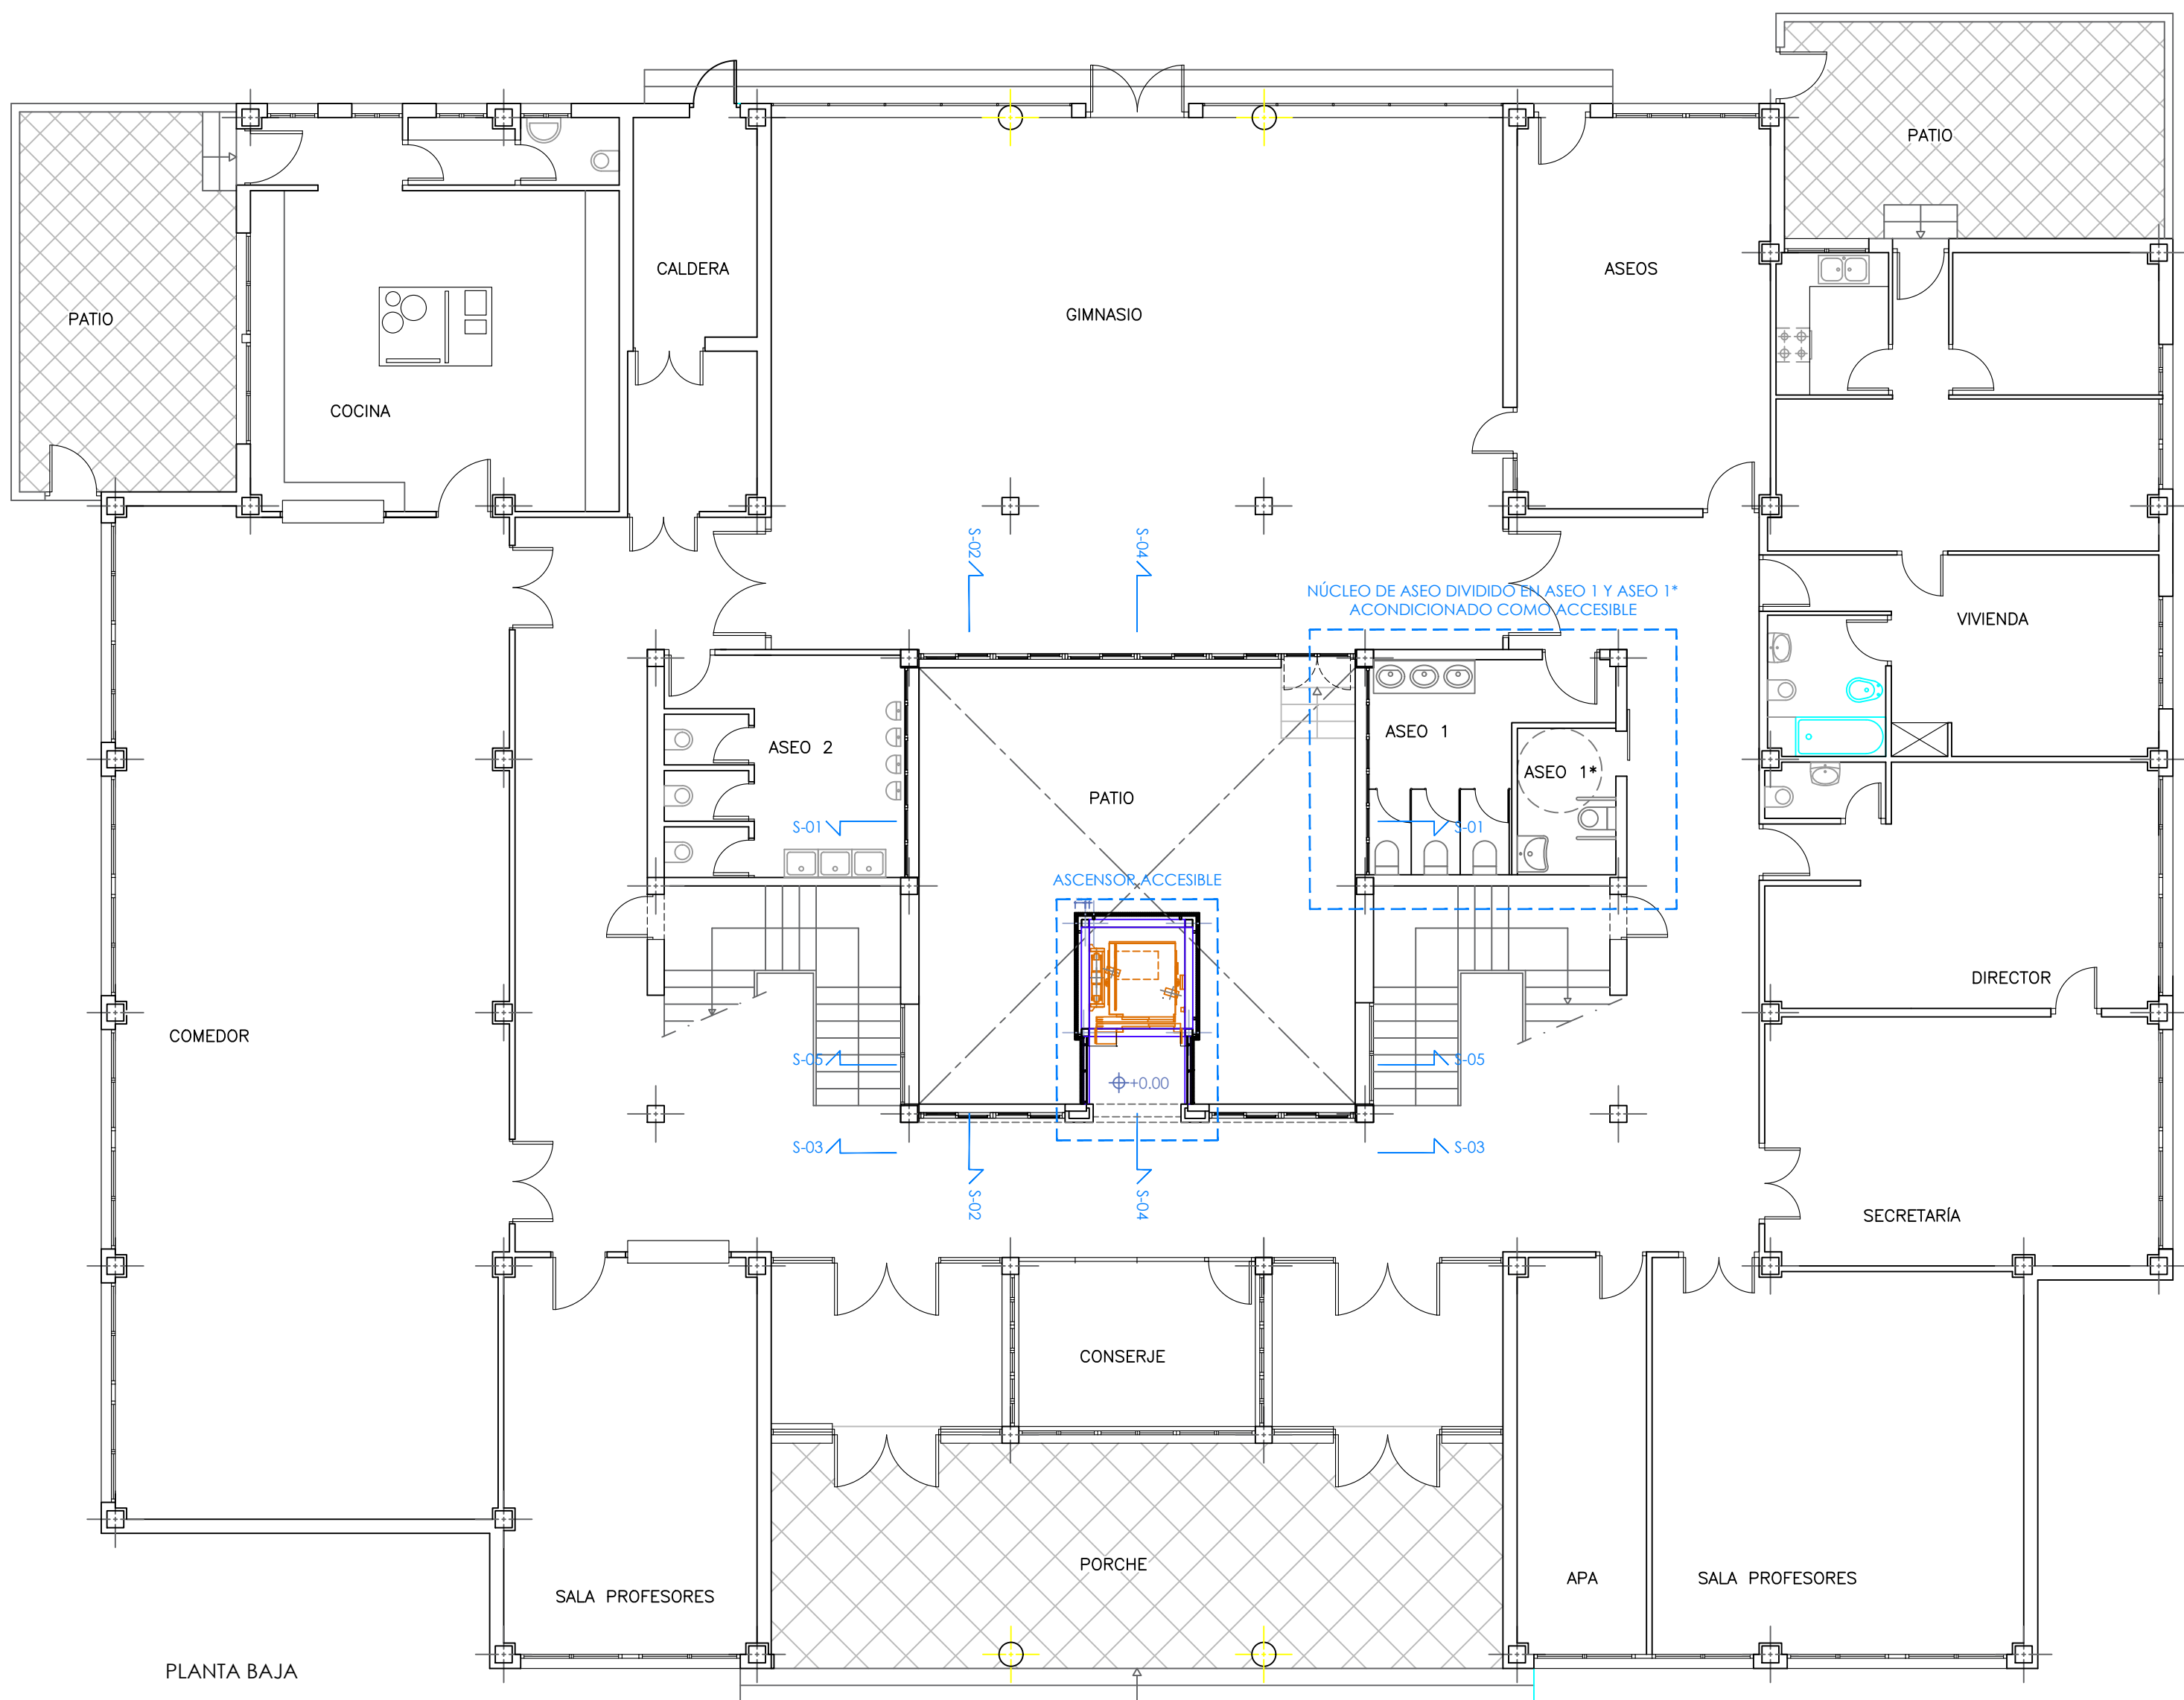 PATIO
CALDERA
ASEOS
GIMNASIO
PATIO
COCINA
S-02
S-04
NÚCLEO DE ASEO DIVIDIDO EN ASEO 1 Y ASEO 1*
ACONDICIONADO COMO ACCESIBLE
VIVIENDA
ASEO 2
ASEO 1
ASEO 1*
PATIO
S-01
S-01
ASCENSOR ACCESIBLE
DIRECTOR
COMEDOR
S-05
S-05
+0.00
S-03
S-03
S-02
S-04
SECRETARÍA
CONSERJE
PORCHE
APA
SALA PROFESORES
SALA PROFESORES
PLANTA BAJA